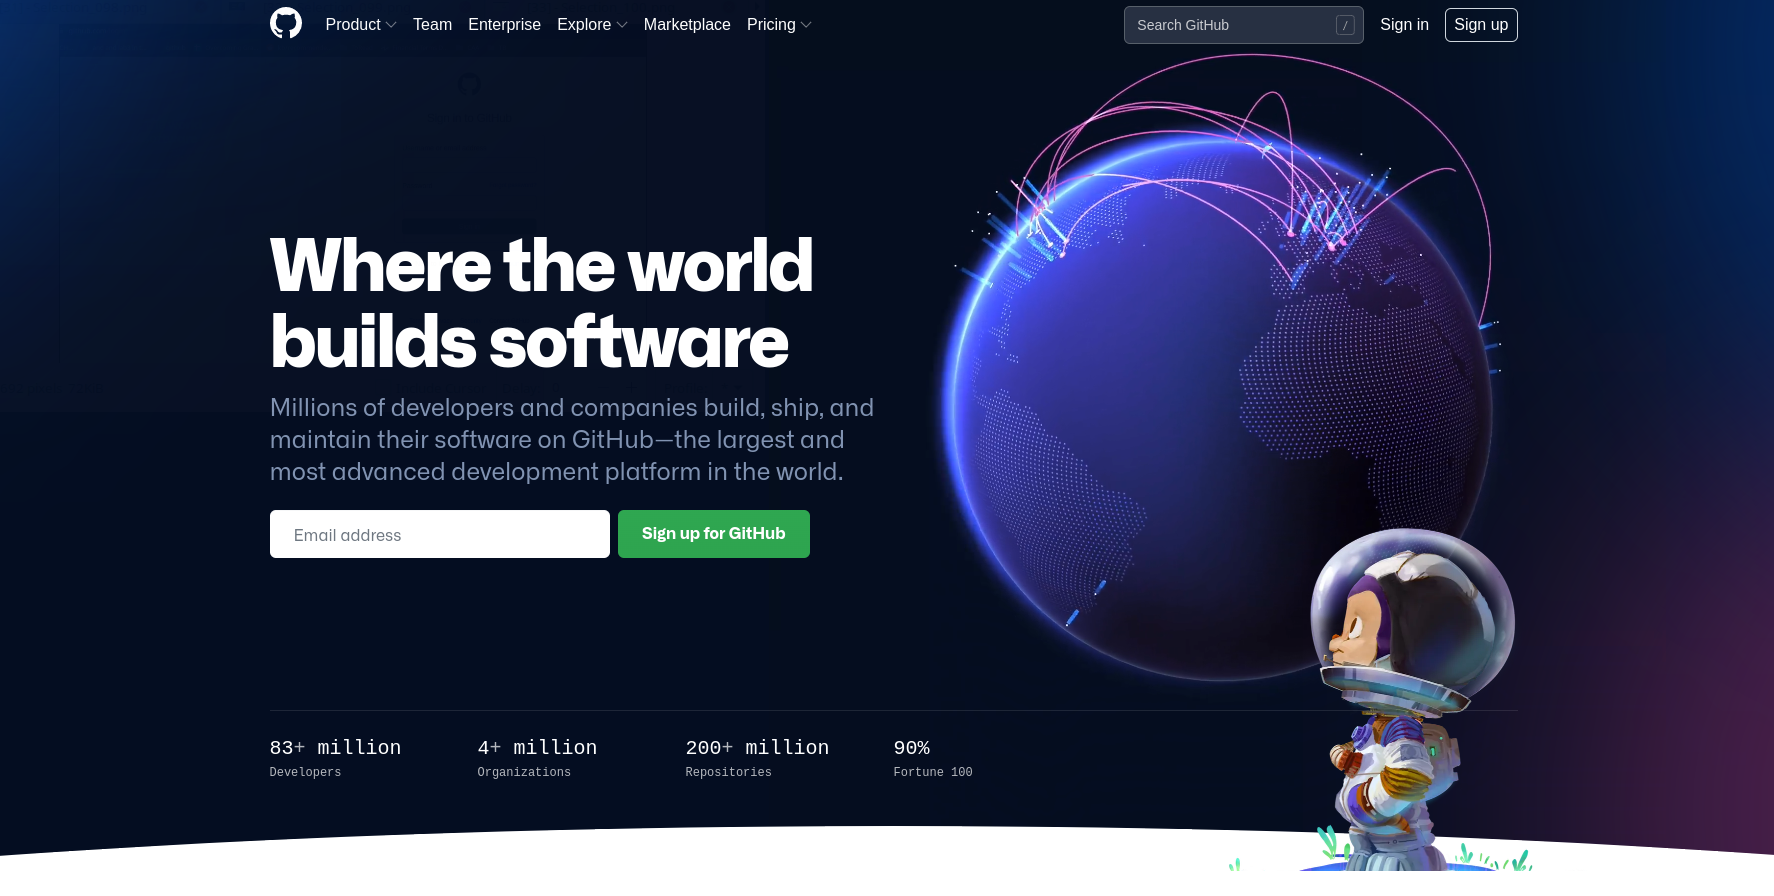 Product Team Enterprise Explore Marketplace Pricing Search GitHub / Sign in Sign up
Where the world
builds software
Millions of developers and companies build, ship, and
maintain their software on GitHub—the largest and
most advanced development platform in the world.
Email address Sign up for GitHub
83+ million 4+ million 200+ million 90%
Developers Organizations Repositories Fortune 100